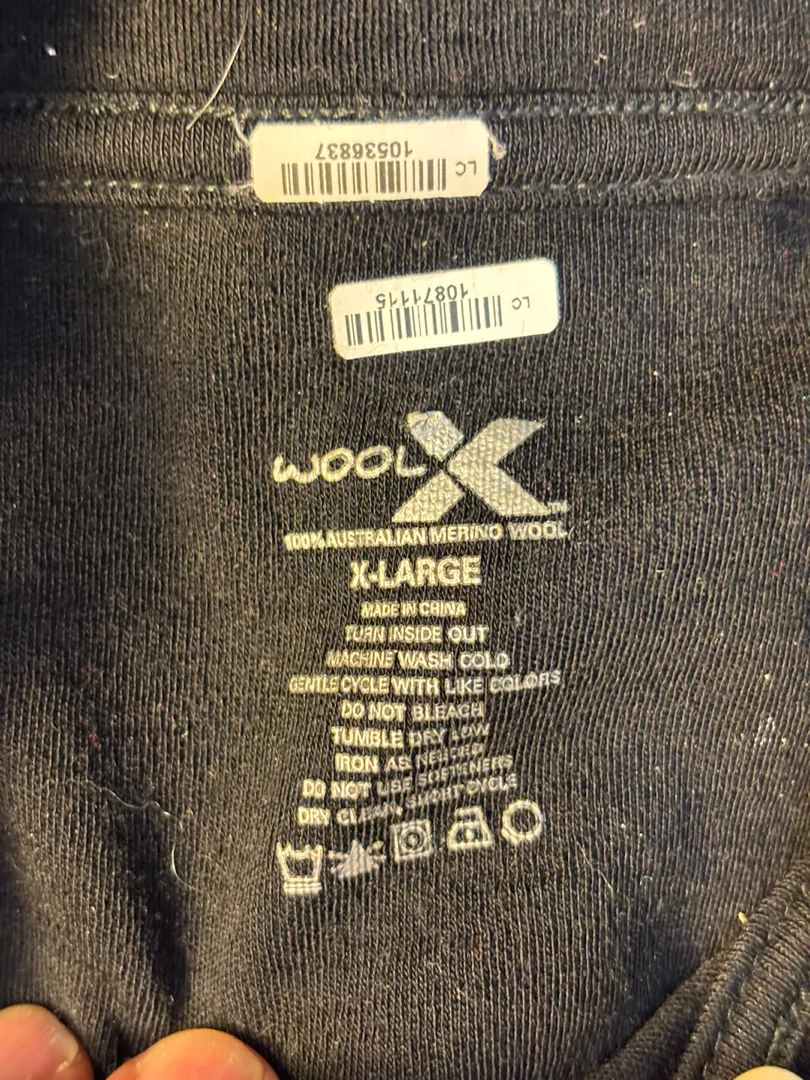 10536837
LC
10871115
LC
WOOLX™
100% AUSTRALIAN MERINO WOOL
X-LARGE
MADE IN CHINA
TURN INSIDE OUT
MACHINE WASH COLD
GENTLE CYCLE WITH LIKE COLORS
DO NOT BLEACH
TUMBLE DRY LOW
IRON AS NEEDED
DO NOT USE SOFTENERS
DRY CLEAN SHORT CYCLE